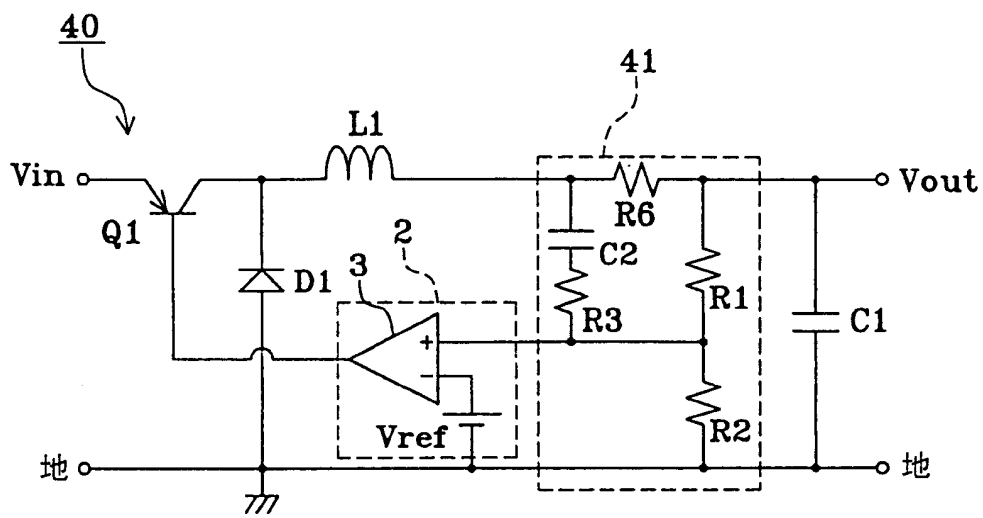 40
41
L1
Vin
Vout
Q1
R6
2
C2
3
D1
R1
R3
C1
+
−
Vref
R2
地
地